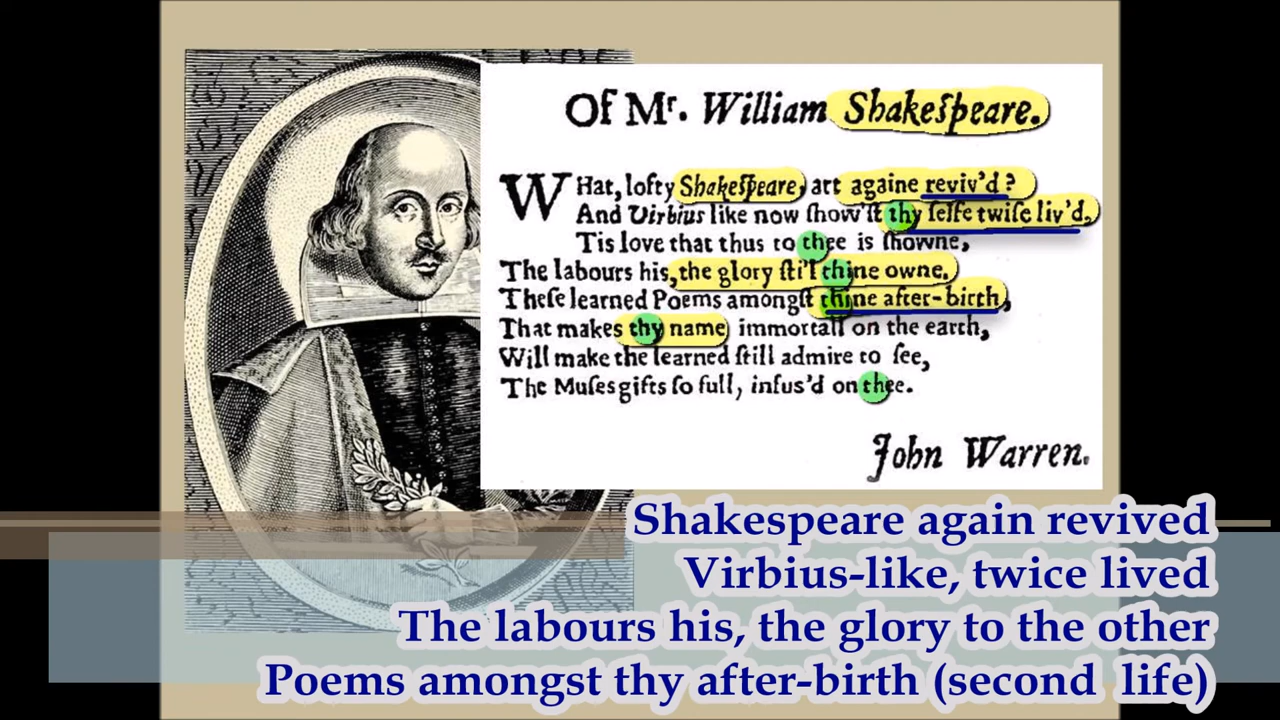 Of Mr. William Shakeſpeare.
WHat, lofty Shakeſpeare, art againe reviv'd?
And Virbius like now ſhow'ſt thy ſelfe twiſe liv'd,
Tis love that thus to thee is ſhowne,
The labours his, the glory ſtill thine owne.
Theſe learned Poems amongſt thine after-birth,
That makes thy name immortall on the earth,
Will make the learned ſtill admire to ſee,
The Muſes gifts ſo full, infus'd on thee.
John Warren.
Shakespeare again revived
Virbius-like, twice lived
The labours his, the glory to the other
Poems amongst thy after-birth (second life)